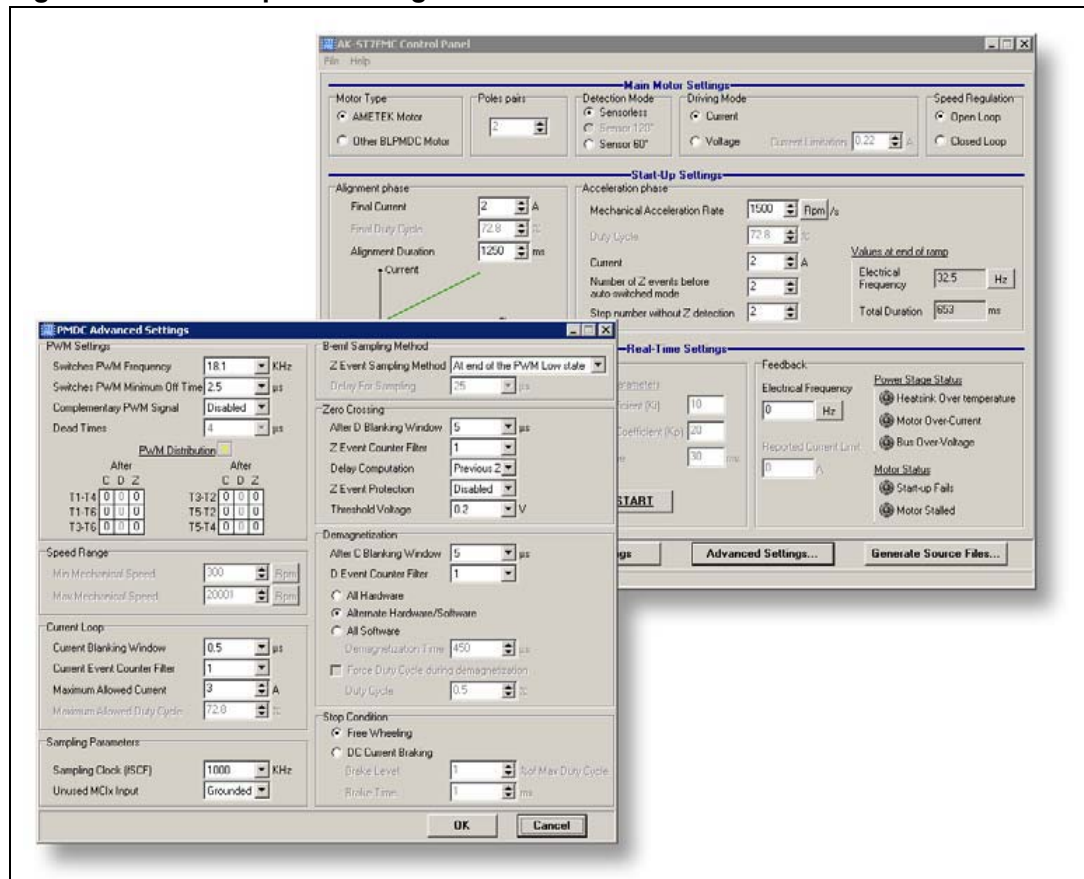 AK-ST7FMC Control Panel
File Help
Main Motor Settings
Motor Type
AMETEK Motor
Other BLPMDC Motor
Poles pairs
2
Detection Mode
Sensorless
Sensor 120°
Sensor 60°
Driving Mode
Current
Voltage
Current Limitation 0.22 A
Speed Regulation
Open Loop
Closed Loop
Start-Up Settings
Alignment phase
Final Current 2 A
Final Duty Cycle 72.8 %
Alignment Duration 1250 ms
Current
Acceleration phase
Mechanical Acceleration Rate 1500 Rpm /s
Duty Cycle 72.8 %
Current 2 A
Number of Z events before
auto-switched mode 2
Step number without Z detection 2
Values at end of ramp
Electrical
Frequency 32.5 Hz
Total Duration 653 ms
Real-Time Settings
Parameters
(Ki) 10
Coefficient (Kp) 20
30 ms
START
Feedback
Electrical Frequency
0 Hz
Reported Current Limit
0 A
Power Stage Status
Heatsink Over temperature
Motor Over-Current
Bus Over-Voltage
Motor Status
Start-up Fails
Motor Stalled
Advanced Settings...
Generate Source Files...
PMDC Advanced Settings
PWM Settings
Switches PWM Frequency 18.1 KHz
Switches PWM Minimum Off Time 2.5 µs
Complementary PWM Signal Disabled
Dead Times 4 µs
PWM Distribution
After After
C D Z C D Z
T1-T4 0 0 0 T3-T2 0 0 0
T1-T6 0 0 0 T5-T2 0 0 0
T3-T6 0 0 0 T5-T4 0 0 0
Speed Range
Min Mechanical Speed 300 Rpm
Max Mechanical Speed 20001 Rpm
Current Loop
Current Blanking Window 0.5 µs
Current Event Counter Filter 1
Maximum Allowed Current 3 A
Maximum Allowed Duty Cycle 72.8 %
Sampling Parameters
Sampling Clock (fSCF) 1000 KHz
Unused MCIx Input Grounded
B-emf Sampling Method
Z Event Sampling Method At end of the PWM Low state
Delay For Sampling 25 µs
Zero Crossing
After D Blanking Window 5 µs
Z Event Counter Filter 1
Delay Computation Previous Z
Z Event Protection Disabled
Threshold Voltage 0.2 V
Demagnetization
After C Blanking Window 5 µs
D Event Counter Filter 1
All Hardware
Alternate Hardware/Software
All Software
Demagnetization Time 450 µs
Force Duty Cycle during demagnetization
Duty Cycle 0.5 %
Stop Condition
Free Wheeling
DC Current Braking
Brake Level 1 % of Max Duty Cycle
Brake Time 1 ms
OK Cancel